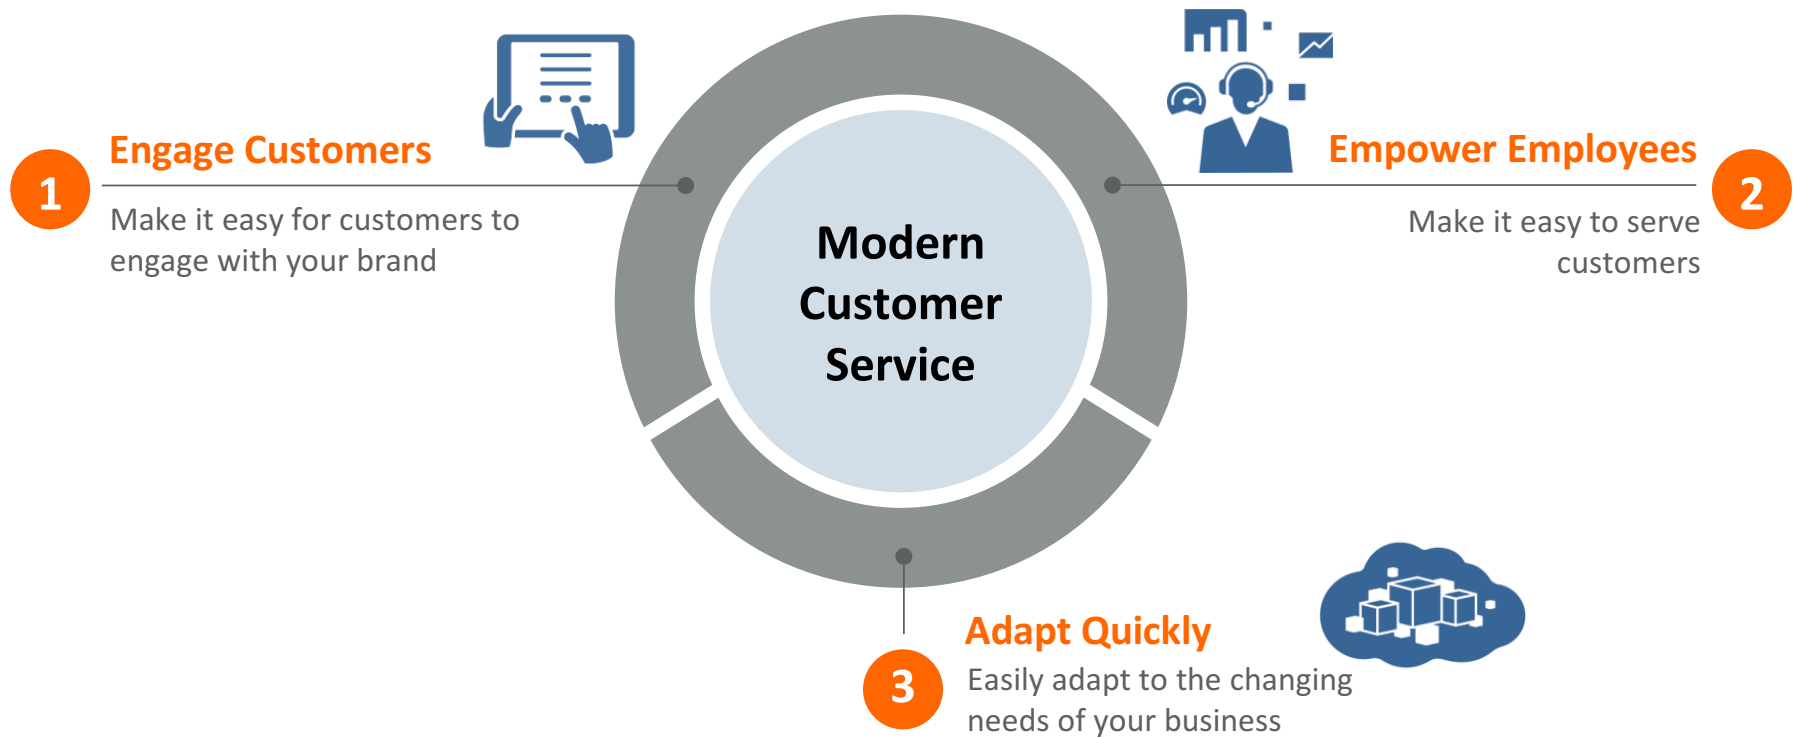 Engage Customers
1
Make it easy for customers to
engage with your brand
Modern
Customer
Service
Empower Employees
2
Make it easy to serve
customers
Adapt Quickly
3
Easily adapt to the changing
needs of your business